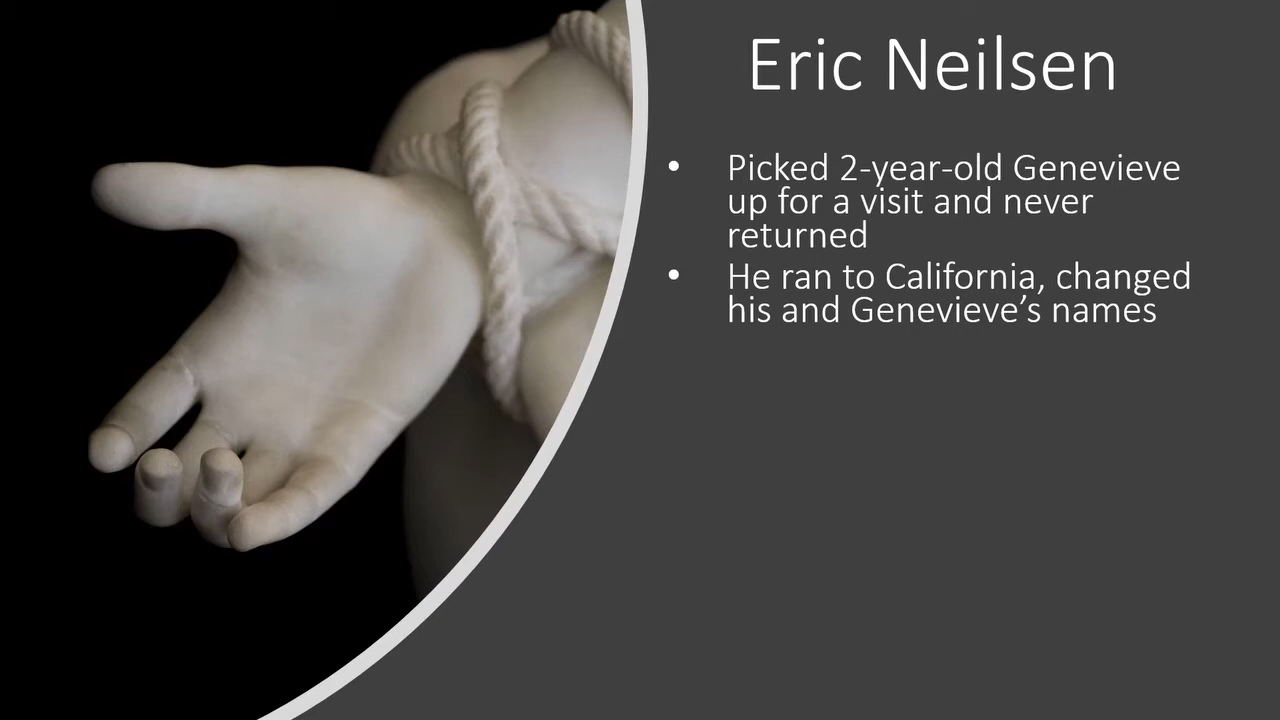 Eric Neilsen
• Picked 2-year-old Genevieve
up for a visit and never
returned
• He ran to California, changed
his and Genevieve’s names